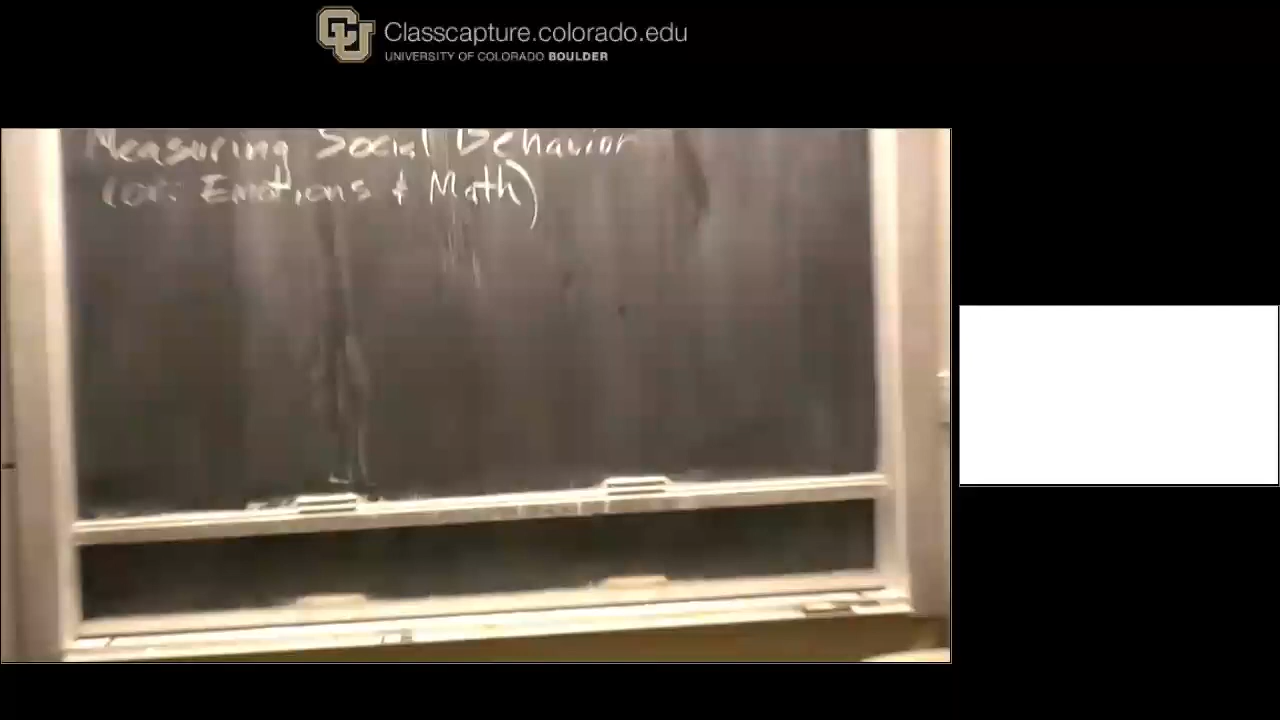 Classcapture.colorado.edu
UNIVERSITY OF COLORADO BOULDER
Measuring Social Behavior
(or: Emotions + Math)